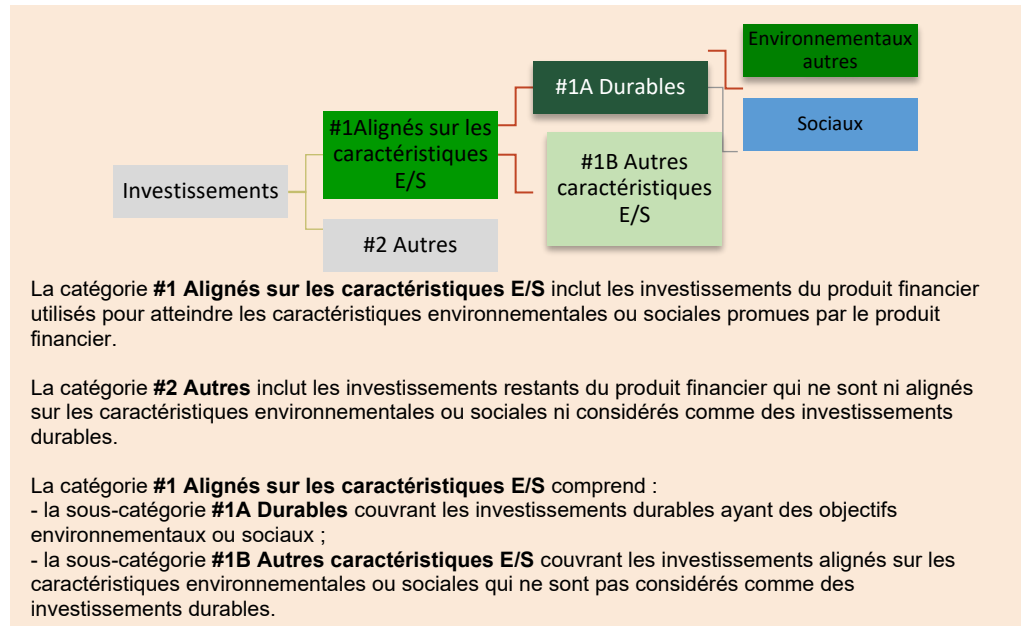 Environnementaux
autres
#1A Durables
Sociaux
#1Alignés sur les
caractéristiques
E/S
#1B Autres
caractéristiques
E/S
Investissements
#2 Autres
La catégorie #1 Alignés sur les caractéristiques E/S inclut les investissements du produit financier
utilisés pour atteindre les caractéristiques environnementales ou sociales promues par le produit
financier.
La catégorie #2 Autres inclut les investissements restants du produit financier qui ne sont ni alignés
sur les caractéristiques environnementales ou sociales ni considérés comme des investissements
durables.
La catégorie #1 Alignés sur les caractéristiques E/S comprend :
- la sous-catégorie #1A Durables couvrant les investissements durables ayant des objectifs
environnementaux ou sociaux ;
- la sous-catégorie #1B Autres caractéristiques E/S couvrant les investissements alignés sur les
caractéristiques environnementales ou sociales qui ne sont pas considérés comme des
investissements durables.